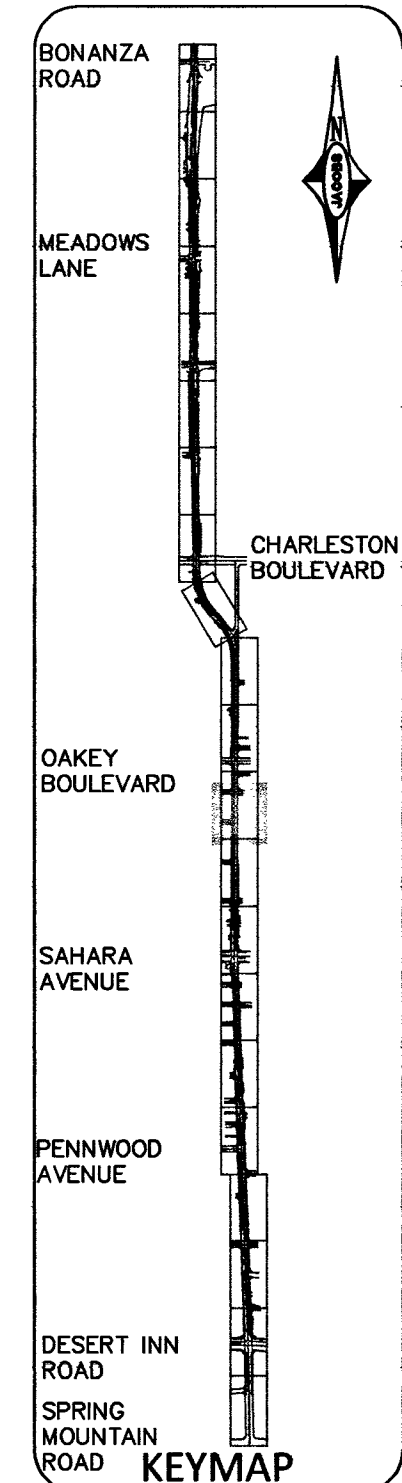 BONANZA
ROAD
N
MEADOWS
LANE
CHARLESTON
BOULEVARD
OAKEY
BOULEVARD
SAHARA
AVENUE
PENNWOOD
AVENUE
DESERT INN
ROAD
SPRING
MOUNTAIN
ROAD
KEYMAP